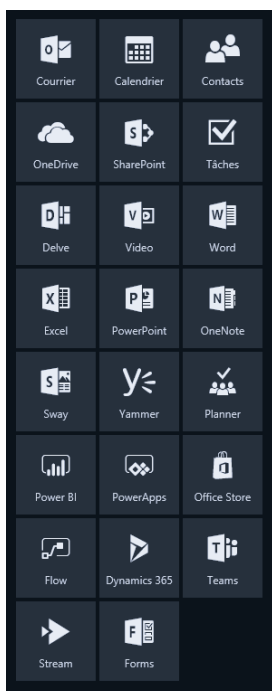 Courrier Calendrier Contacts
OneDrive SharePoint Tâches
Delve Video Word
Excel PowerPoint OneNote
Sway Yammer Planner
Power BI PowerApps Office Store
Flow Dynamics 365 Teams
Stream Forms